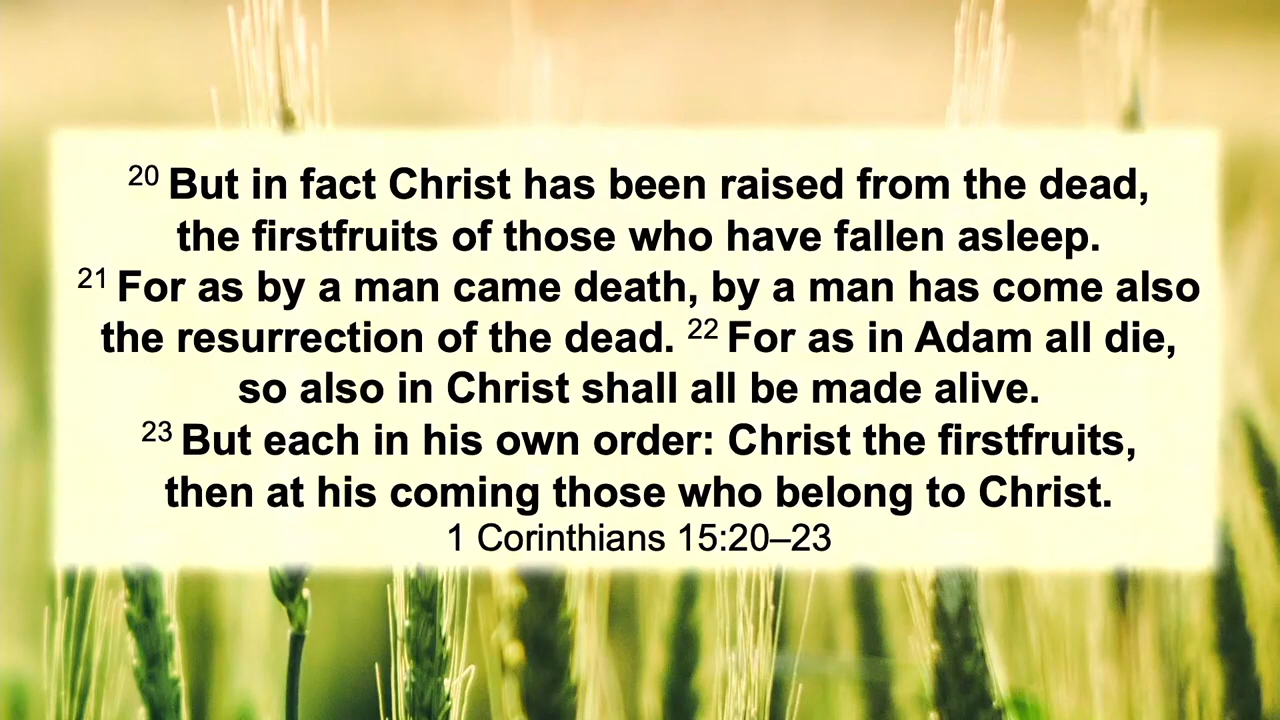 20 But in fact Christ has been raised from the dead,
the firstfruits of those who have fallen asleep.
21 For as by a man came death, by a man has come also
the resurrection of the dead. 22 For as in Adam all die,
so also in Christ shall all be made alive.
23 But each in his own order: Christ the firstfruits,
then at his coming those who belong to Christ.
1 Corinthians 15:20–23